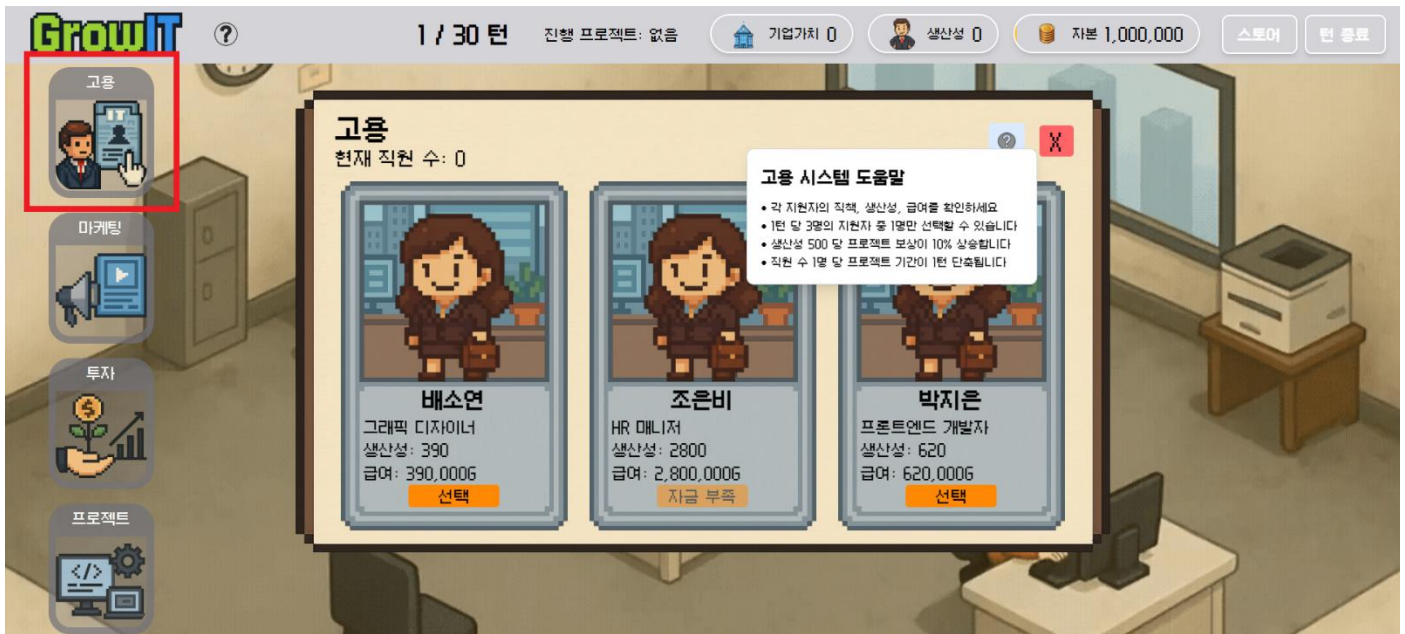 GrowIT
?
1 / 30 턴
진행 프로젝트: 없음
기업가치 0
생산성 0
자본 1,000,000
스토어
턴 종료
고용
IT
마케팅
투자
$
프로젝트
</>
고용
현재 직원 수: 0
?
X
고용 시스템 도움말
• 각 지원자의 직책, 생산성, 급여를 확인하세요
• 1턴 당 3명의 지원자 중 1명만 선택할 수 있습니다
• 생산성 500 당 프로젝트 보상이 10% 상승합니다
• 직원 수 1명 당 프로젝트 기간이 1턴 단축됩니다
배소연
그래픽 디자이너
생산성: 390
급여: 390,000G
선택
조은비
HR 매니저
생산성: 2800
급여: 2,800,000G
자금 부족
박지은
프론트엔드 개발자
생산성: 620
급여: 620,000G
선택